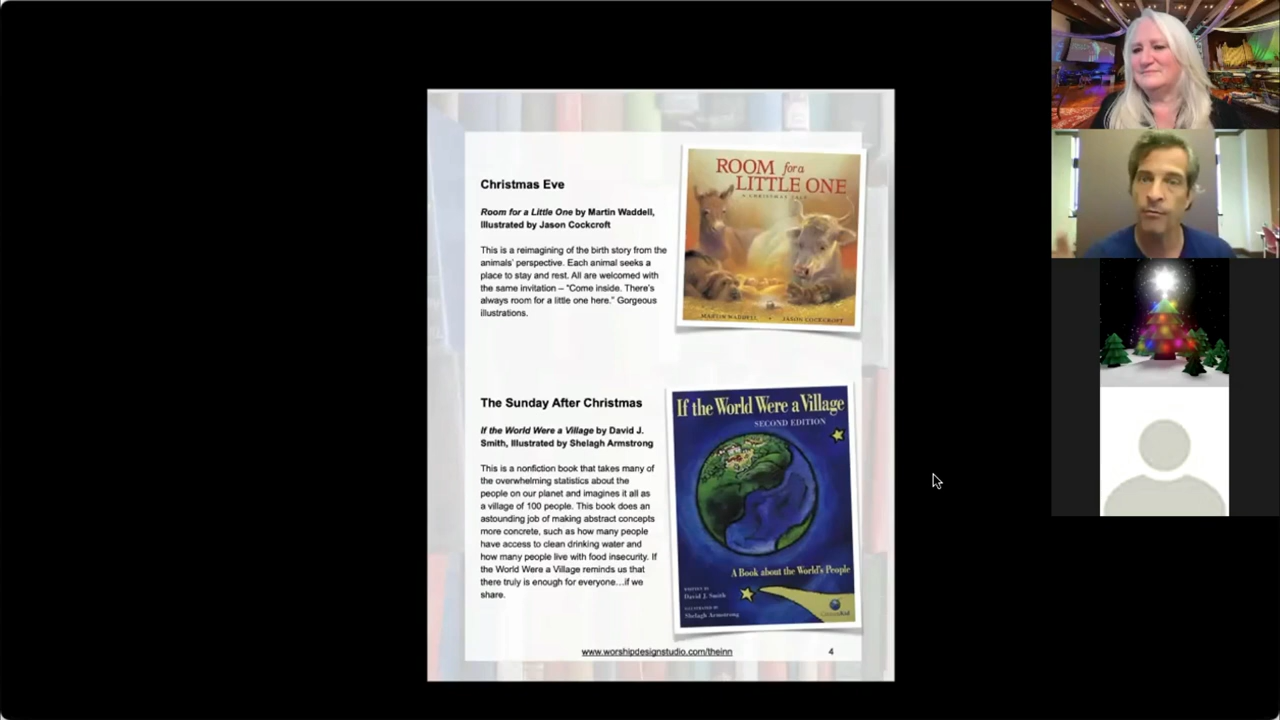 Christmas Eve
Room for a Little One by Martin Waddell,
Illustrated by Jason Cockcroft
This is a reimagining of the birth story from the
animals' perspective. Each animal seeks a
place to stay and rest. All are welcomed with
the same invitation – "Come inside. There's
always room for a little one here." Gorgeous
illustrations.
ROOM for a
LITTLE ONE
A CHRISTMAS TALE
MARTIN WADDELL • JASON COCKCROFT
The Sunday After Christmas
If the World Were a Village by David J.
Smith, Illustrated by Shelagh Armstrong
This is a nonfiction book that takes many of
the overwhelming statistics about the
people on our planet and imagines it all as
a village of 100 people. This book does an
astounding job of making abstract concepts
more concrete, such as how many people
have access to clean drinking water and
how many people live with food insecurity. If
the World Were a Village reminds us that
there truly is enough for everyone...if we
share.
If the World Were a Village
SECOND EDITION
A Book about the World's People
WRITTEN BY
David J. Smith
ILLUSTRATED BY
Shelagh Armstrong
www.worshipdesignstudio.com/theinn
4